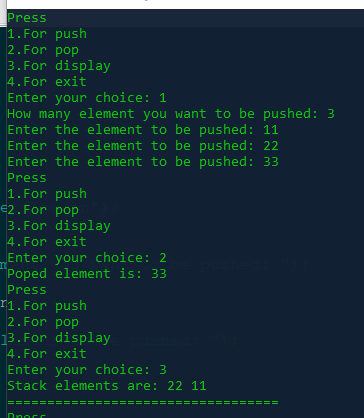 Press
1.For push
2.For pop
3.For display
4.For exit
Enter your choice: 1
How many element you want to be pushed: 3
Enter the element to be pushed: 11
Enter the element to be pushed: 22
Enter the element to be pushed: 33
Press
1.For push
2.For pop
3.For display
4.For exit
Enter your choice: 2
Poped element is: 33
Press
1.For push
2.For pop
3.For display
4.For exit
Enter your choice: 3
Stack elements are: 22 11
==================================
Press